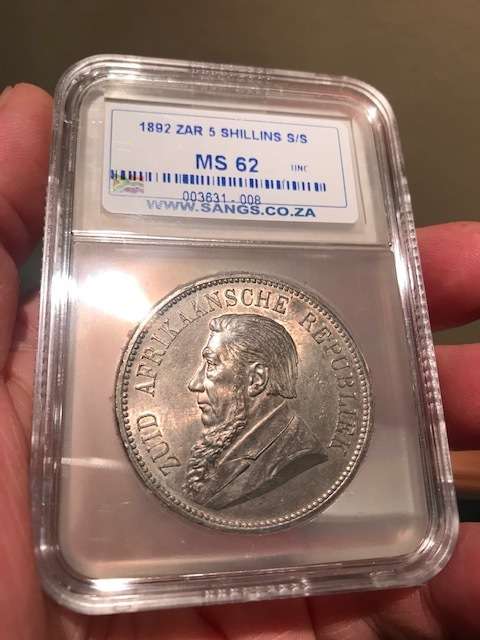 1892 ZAR 5 SHILLINS S/S
MS 62 UNC
003631 - 008
WWW.SANGS.CO.ZA
ZUID AFRIKAANSCHE REPUBLIEK